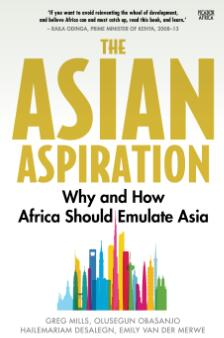 'If you want to avoid reinventing the wheel of development,
and believe Africa can and must catch up, read this book, and learn.'
– RAILA ODINGA, PRIME MINISTER OF KENYA, 2008–13
PICADOR
AFRICA
THE
ASIAN
ASPIRATION
Why and How
Africa Should Emulate Asia
GREG MILLS, OLUSEGUN OBASANJO
HAILEMARIAM DESALEGN, EMILY VAN DER MERWE